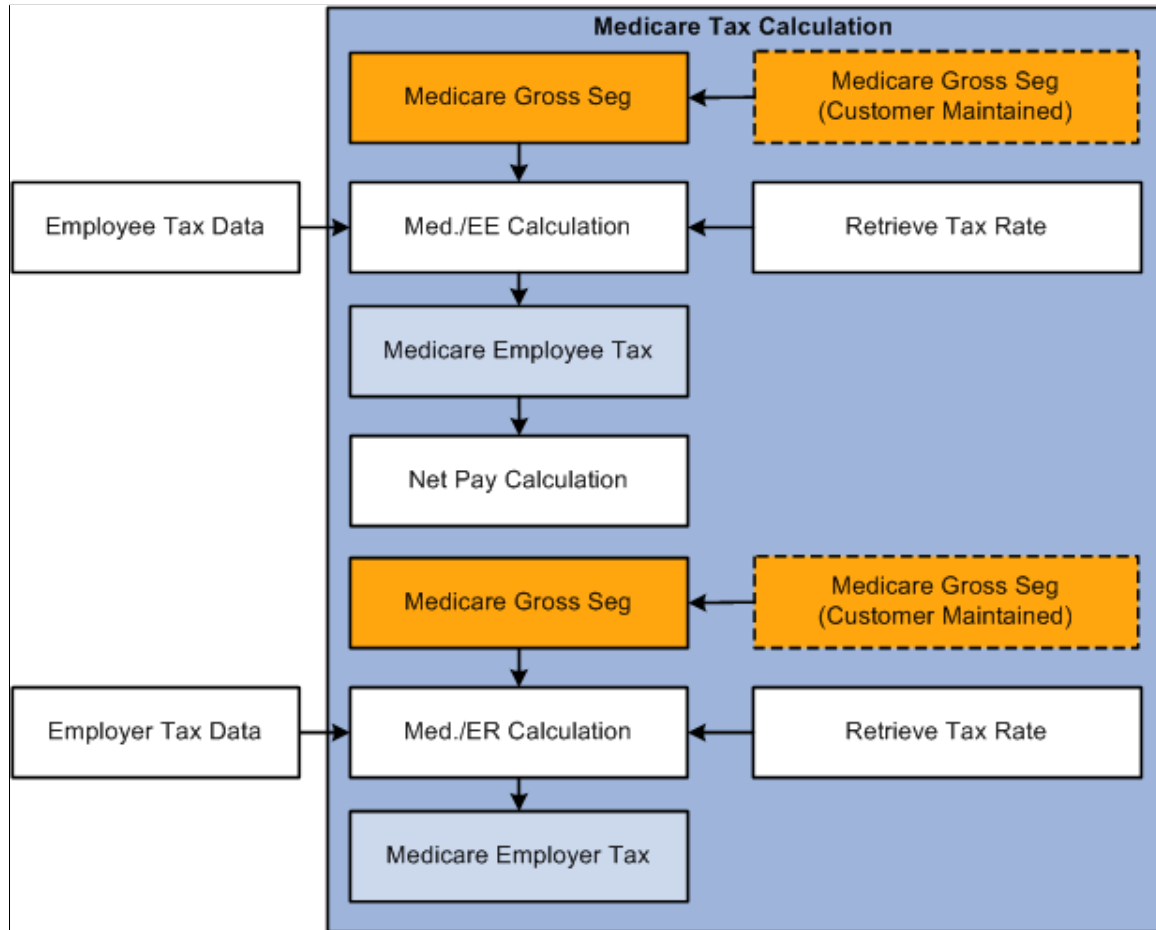 Medicare Tax Calculation
Medicare Gross Seg
Medicare Gross Seg
(Customer Maintained)
Employee Tax Data
Med./EE Calculation
Retrieve Tax Rate
Medicare Employee Tax
Net Pay Calculation
Medicare Gross Seg
Medicare Gross Seg
(Customer Maintained)
Employer Tax Data
Med./ER Calculation
Retrieve Tax Rate
Medicare Employer Tax